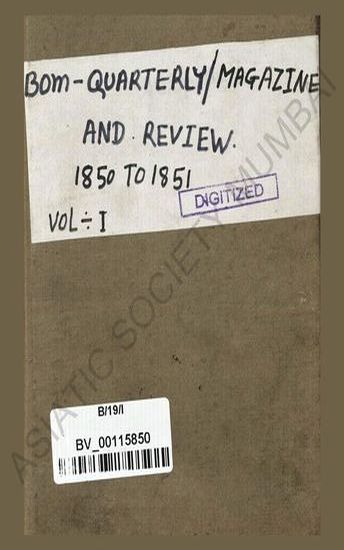 Bom-QUARTERLY/MAGAZINE
AND REVIEW.
1850 TO 1851
DIGITIZED
VOL ÷ I
B/19/I
BV_00115850
ASIATIC SOCIETY MUMBAI